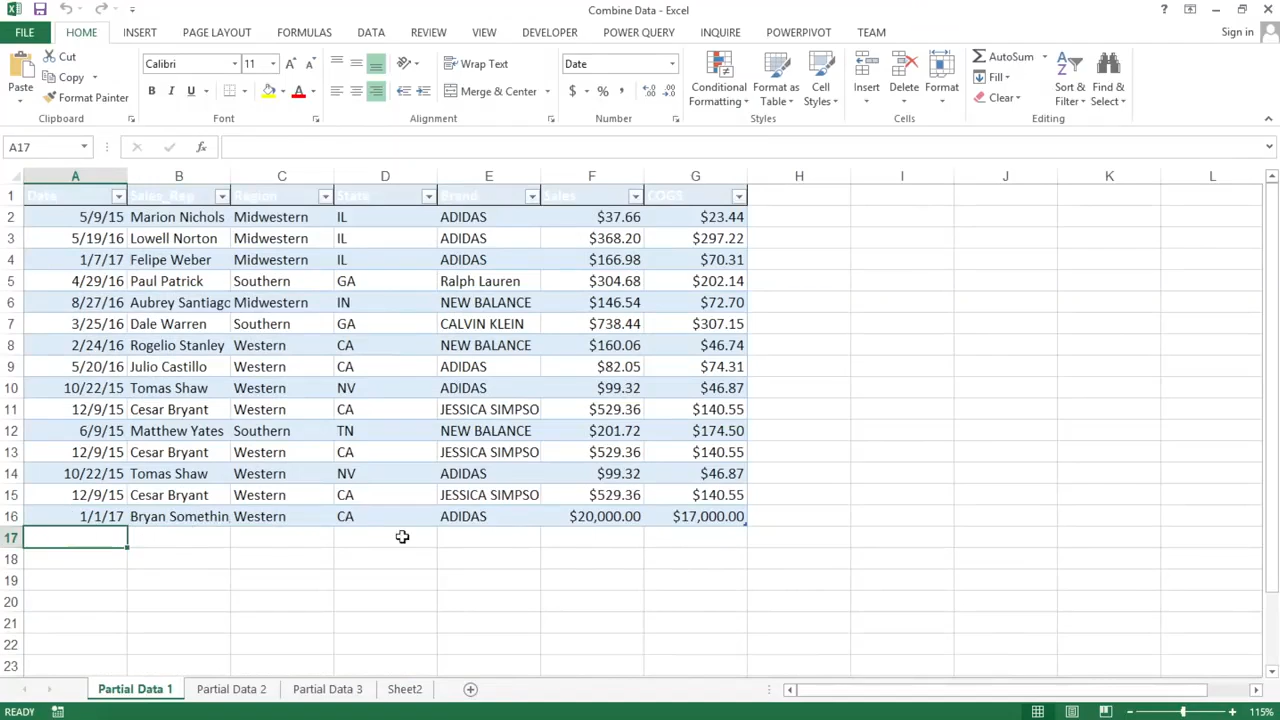 Combine Data - Excel
? Sign in
FILE HOME INSERT PAGE LAYOUT FORMULAS DATA REVIEW VIEW DEVELOPER POWER QUERY INQUIRE POWERPIVOT TEAM
Paste Cut Copy Format Painter Clipboard
Calibri 11 A A B I U A Font
Wrap Text Merge & Center Alignment
Date $ % , Number
Conditional Formatting Format as Table Cell Styles Styles
Insert Delete Format Cells
AutoSum Fill Clear Sort & Filter Find & Select Editing
A17 fx
A B C D E F G H I J K L
1 Date Sales_Rep Region State Brand Sales COGS
2 5/9/15 Marion Nichols Midwestern IL ADIDAS $37.66 $23.44
3 5/19/16 Lowell Norton Midwestern IL ADIDAS $368.20 $297.22
4 1/7/17 Felipe Weber Midwestern IL ADIDAS $166.98 $70.31
5 4/29/16 Paul Patrick Southern GA Ralph Lauren $304.68 $202.14
6 8/27/16 Aubrey Santiago Midwestern IN NEW BALANCE $146.54 $72.70
7 3/25/16 Dale Warren Southern GA CALVIN KLEIN $738.44 $307.15
8 2/24/16 Rogelio Stanley Western CA NEW BALANCE $160.06 $46.74
9 5/20/16 Julio Castillo Western CA ADIDAS $82.05 $74.31
10 10/22/15 Tomas Shaw Western NV ADIDAS $99.32 $46.87
11 12/9/15 Cesar Bryant Western CA JESSICA SIMPSO $529.36 $140.55
12 6/9/15 Matthew Yates Southern TN NEW BALANCE $201.72 $174.50
13 12/9/15 Cesar Bryant Western CA JESSICA SIMPSO $529.36 $140.55
14 10/22/15 Tomas Shaw Western NV ADIDAS $99.32 $46.87
15 12/9/15 Cesar Bryant Western CA JESSICA SIMPSO $529.36 $140.55
16 1/1/17 Bryan Somethin Western CA ADIDAS $20,000.00 $17,000.00
17
18
19
20
21
22
23
Partial Data 1 Partial Data 2 Partial Data 3 Sheet2
READY 115%